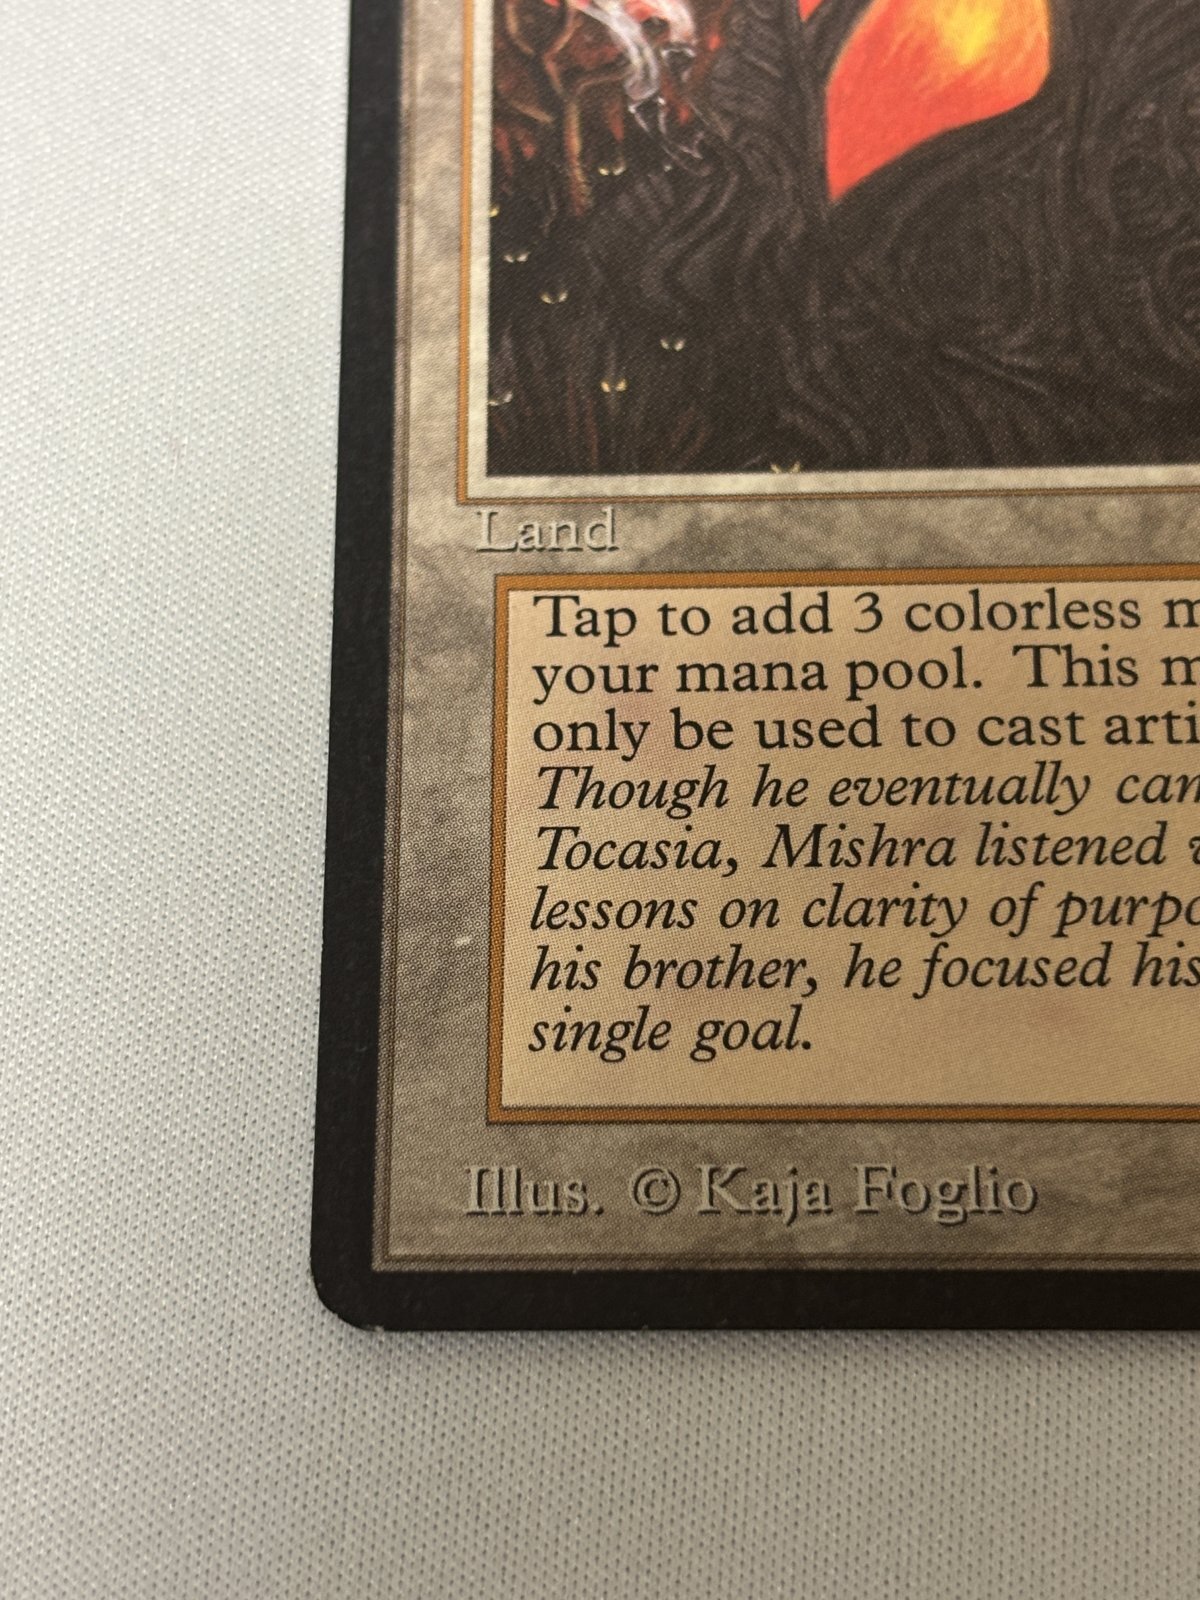 Land
Tap to add 3 colorless
your mana pool. This
only be used to cast
Though he eventually
Tocasia, Mishra listened
lessons on clarity of
his brother, he focused his
single goal.
Illus. © Kaja Foglio